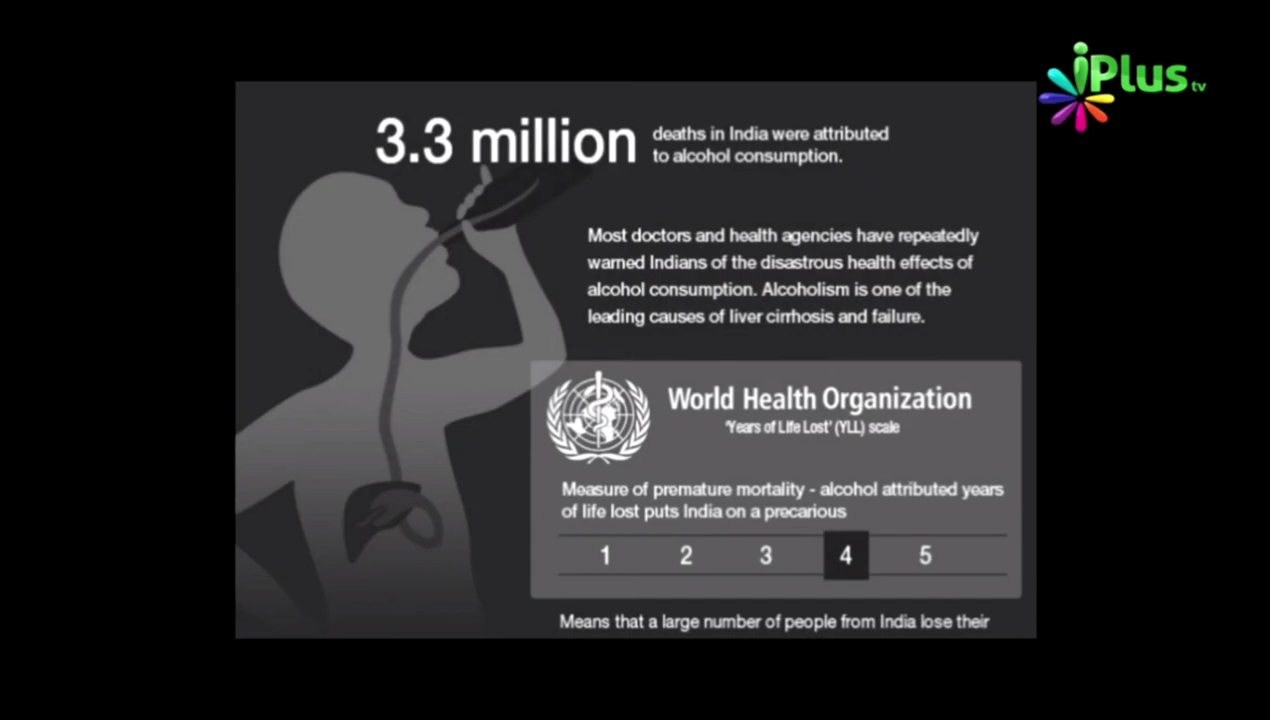 iPlus tv
3.3 million
deaths in India were attributed
to alcohol consumption.
Most doctors and health agencies have repeatedly
warned Indians of the disastrous health effects of
alcohol consumption. Alcoholism is one of the
leading causes of liver cirrhosis and failure.
World Health Organization
'Years of Life Lost' (YLL) scale
Measure of premature mortality - alcohol attributed years
of life lost puts India on a precarious
1 2 3 4 5
Means that a large number of people from India lose their